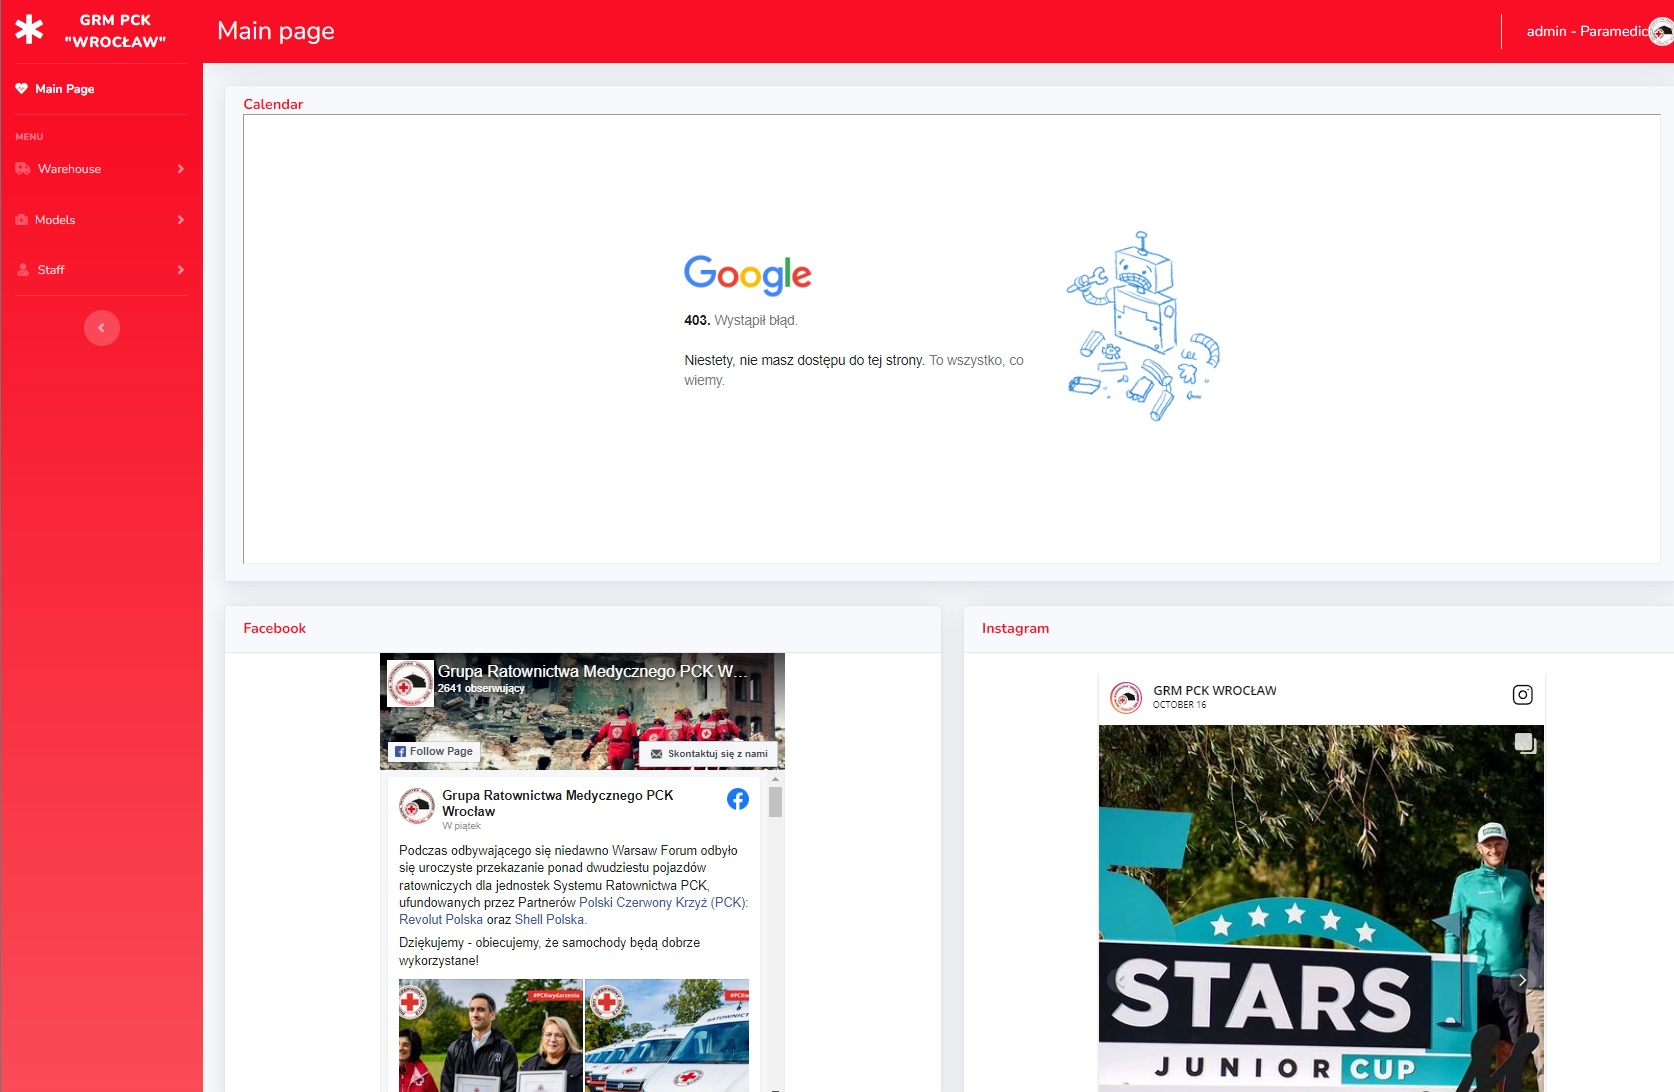 GRM PCK
"WROCŁAW"
Main page
admin - Paramedic
Main Page
MENU
Warehouse
Models
Staff
Calendar
Google
403. Wystąpił błąd.
Niestety, nie masz dostępu do tej strony. To wszystko, co
wiemy.
Facebook
Grupa Ratownictwa Medycznego PCK W...
2641 obserwujący
Follow Page
Skontaktuj się z nami
Grupa Ratownictwa Medycznego PCK
Wrocław
W piątek
Podczas odbywającego się niedawno Warsaw Forum odbyło
się uroczyste przekazanie ponad dwudziestu pojazdów
ratowniczych dla jednostek Systemu Ratownictwa PCK,
ufundowanych przez Partnerów Polski Czerwony Krzyż (PCK):
Revolut Polska oraz Shell Polska.
Dziękujemy - obiecujemy, że samochody będą dobrze
wykorzystane!
#PCKwydarzenia
Instagram
GRM PCK WROCŁAW
OCTOBER 16
STARS
JUNIOR CUP